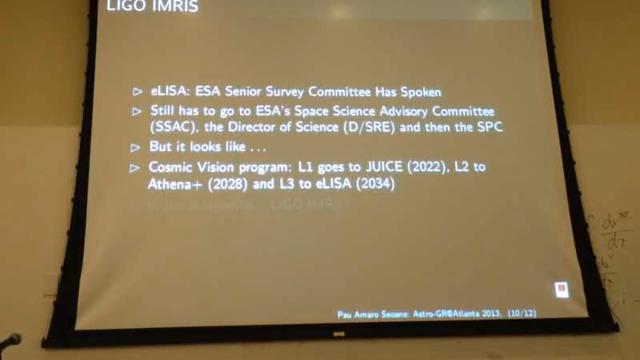 LIGO IMRIS
▷ eLISA: ESA Senior Survey Committee Has Spoken
▷ Still has to go to ESA's Space Science Advisory Committee
(SSAC), the Director of Science (D/SRE) and then the SPC
▷ But it looks like ...
▷ Cosmic Vision program: L1 goes to JUICE (2022), L2 to
Athena+ (2028) and L3 to eLISA (2034)
LIGO IMRIs
Pau Amaro Seoane: Astro-GR@Atlanta 2013, (10/12)